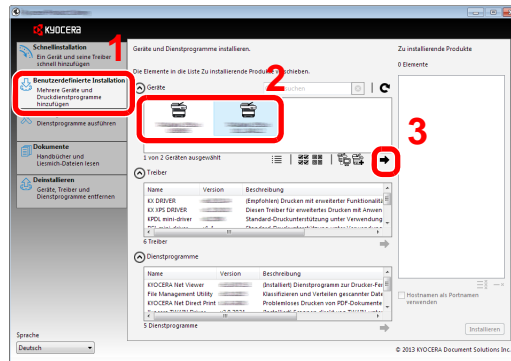 KYOCERA
1
Schnellinstallation
Ein Gerät und seine Treiber
schnell hinzufügen
Benutzerdefinierte Installation
Mehrere Geräte und
Druckdienstprogramme
hinzufügen
Dienstprogramme ausführen
Dokumente
Handbücher und
Liesmich-Dateien lesen
Deinstallieren
Geräte, Treiber und
Dienstprogramme entfernen
Sprache
Deutsch
Geräte und Dienstprogramme installieren.
Die Elemente in die Liste Zu installierende Produkte verschieben.
Geräte
2
3
1 von 2 Geräten ausgewählt
Treiber
Name Version Beschreibung
KX DRIVER (Empfohlen) Drucken mit erweiterter Funktionalitä
KX XPS DRIVER Diesen Treiber für erweitertes Drucken mit Anwen
KPDL mini-driver Standard-Druckunterstützung unter Verwendung
6 Treiber
Dienstprogramme
Name Version Beschreibung
KYOCERA Net Viewer (Installiert) Dienstprogramm zur Drucker-Fer
File Management Utility Klassifizieren und Verteilen gescannter Date
KYOCERA Net Direct Print Problemloses Drucken von PDF-Dokumente
5 Dienstprogramme
Zu installierende Produkte
0 Elemente
Hostnamen als Portnamen
verwenden
Installieren
© 2013 KYOCERA Document Solutions Inc.